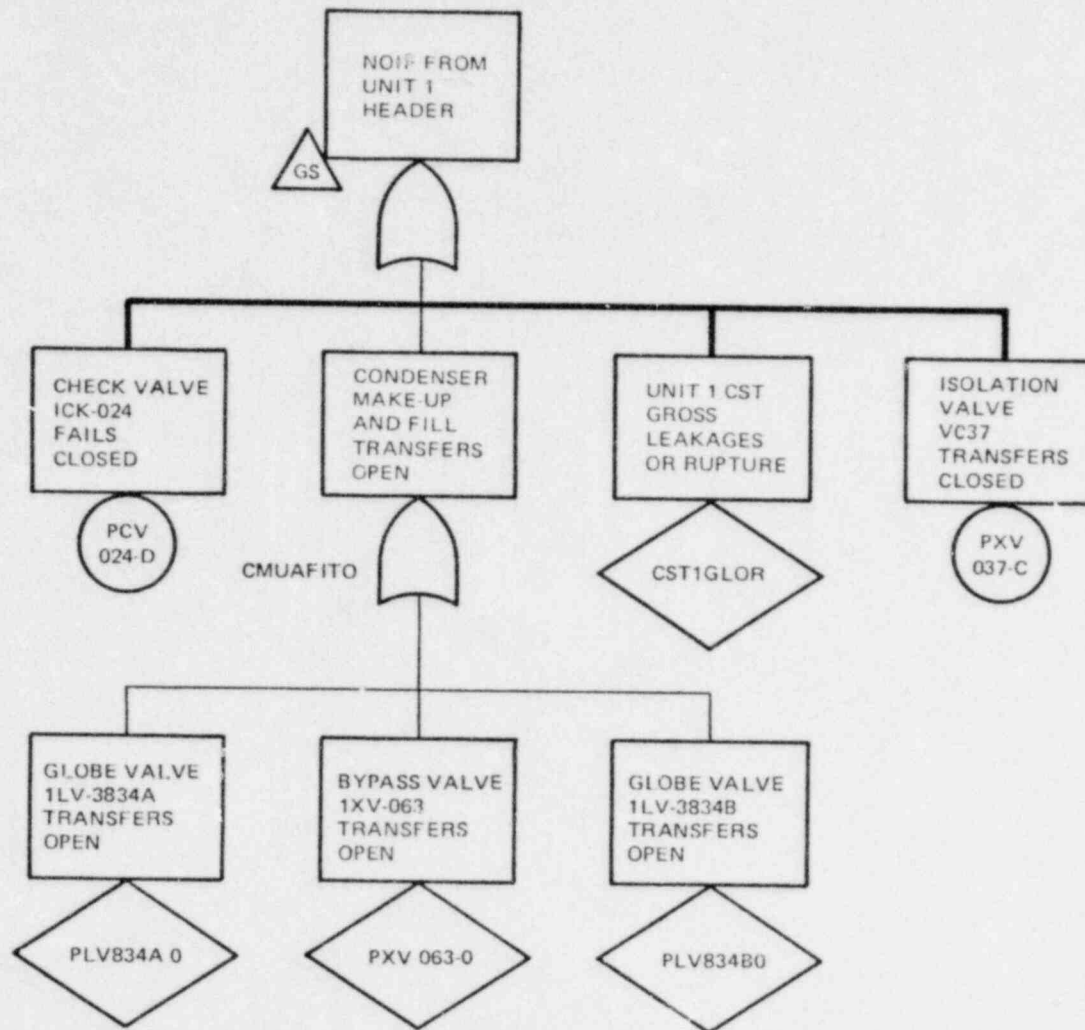 NOIF FROM
UNIT 1
HEADER
GS
CHECK VALVE
ICK-024
FAILS
CLOSED
CONDENSER
MAKE-UP
AND FILL
TRANSFERS
OPEN
UNIT 1 CST
GROSS
LEAKAGES
OR RUPTURE
ISOLATION
VALVE
VC37
TRANSFERS
CLOSED
PCV
024-D
CMUAFITO
CST1GLOR
PXV
037-C
GLOBE VALVE
1LV-3834A
TRANSFERS
OPEN
BYPASS VALVE
1XV-063
TRANSFERS
OPEN
GLOBE VALVE
1LV-3834B
TRANSFERS
OPEN
PLV834A 0
PXV 063-0
PLV834B0